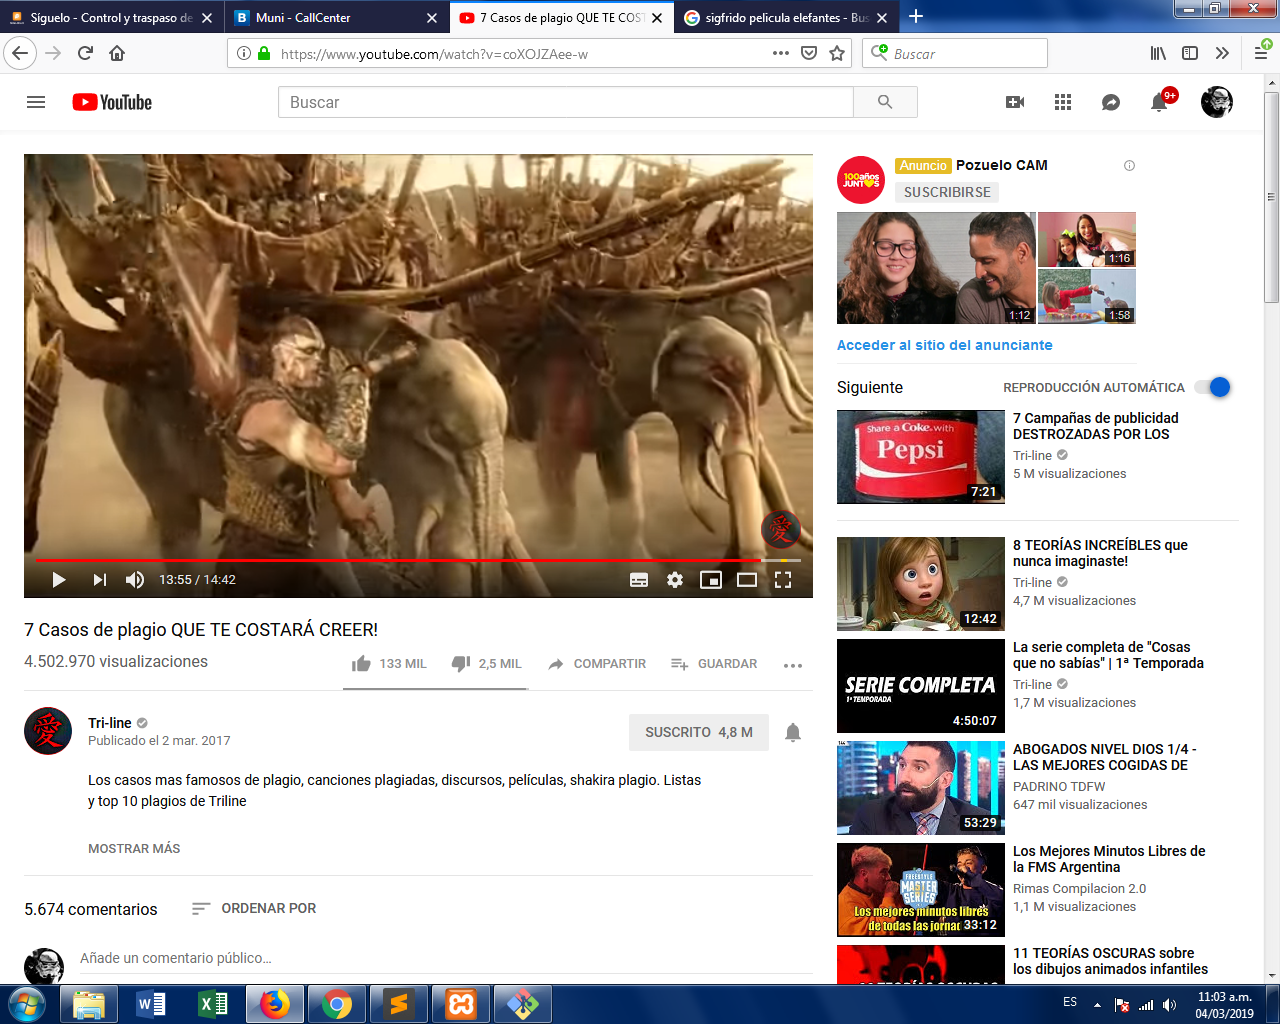 Síguelo - Control y traspaso de
Muni - CallCenter
7 Casos de plagio QUE TE COST
sigfrido pelicula elefantes - Bus
https://www.youtube.com/watch?v=coXOJZAee-w
Buscar
YouTube
Buscar
9+
13:55 / 14:42
愛
7 Casos de plagio QUE TE COSTARÁ CREER!
4.502.970 visualizaciones
133 MIL
2,5 MIL
COMPARTIR
GUARDAR
愛
Tri-line
Publicado el 2 mar. 2017
SUSCRITO 4,8 M
Los casos mas famosos de plagio, canciones plagiadas, discursos, películas, shakira plagio. Listas
y top 10 plagios de Triline
MOSTRAR MÁS
5.674 comentarios
ORDENAR POR
Añade un comentario público...
100años
JUNTOS
Anuncio Pozuelo CAM
SUSCRIBIRSE
1:12
1:16
1:58
Acceder al sitio del anunciante
Siguiente
REPRODUCCIÓN AUTOMÁTICA
Share a Coke with
Pepsi
7:21
7 Campañas de publicidad
DESTROZADAS POR LOS
Tri-line
5 M visualizaciones
12:42
8 TEORÍAS INCREÍBLES que
nunca imaginaste!
Tri-line
4,7 M visualizaciones
SERIE COMPLETA
1ª TEMPORADA
4:50:07
La serie completa de "Cosas
que no sabías" | 1ª Temporada
Tri-line
1,7 M visualizaciones
53:29
ABOGADOS NIVEL DIOS 1/4 -
LAS MEJORES COGIDAS DE
PADRINO TDFW
647 mil visualizaciones
FREESTYLE
MASTER
SERIES
Los mejores minutos libres
de todas las jornad
33:12
Los Mejores Minutos Libres de
la FMS Argentina
Rimas Compilacion 2.0
1,1 M visualizaciones
11 TEORÍAS OSCURAS sobre
los dibujos animados infantiles
ES
11:03 a.m.
04/03/2019